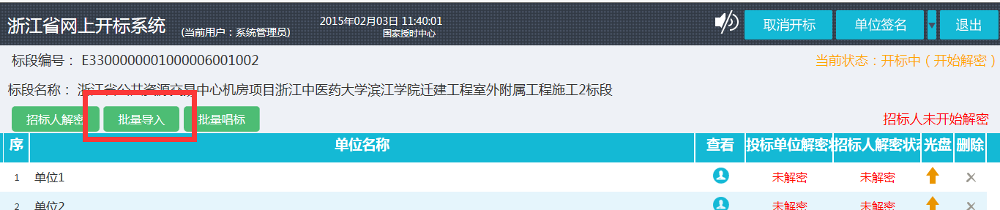 浙江省网上开标系统 (当前用户：系统管理员) 2015年02月03日 11:40:01 取消开标 单位签名 退出
国家授时中心
标段编号： E3300000001000006001002 当前状态：开标中（开始解密）
标段名称： 浙江省公共资源交易中心机房项目浙江中医药大学滨江学院迁建工程室外附属工程施工2标段
招标人解密 批量导入 批量唱标 招标人未开始解密
序 单位名称 查看 投标单位解密状 招标人解密状态 光盘 删除
1 单位1 未解密 未解密
2 单位2 未解密 未解密